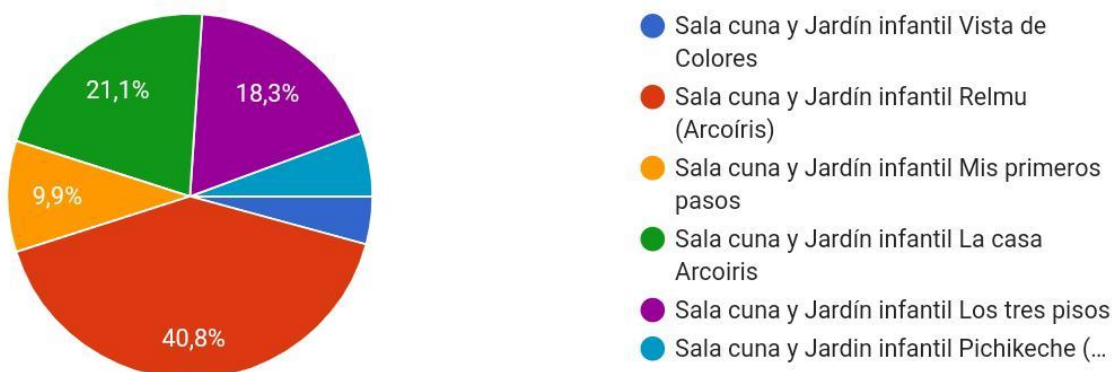 21,1%
18,3%
9,9%
40,8%
Sala cuna y Jardín infantil Vista de
Colores
Sala cuna y Jardín infantil Relmu
(Arcoíris)
Sala cuna y Jardín infantil Mis primeros
pasos
Sala cuna y Jardín infantil La casa
Arcoiris
Sala cuna y Jardín infantil Los tres pisos
Sala cuna y Jardin infantil Pichikeche (...